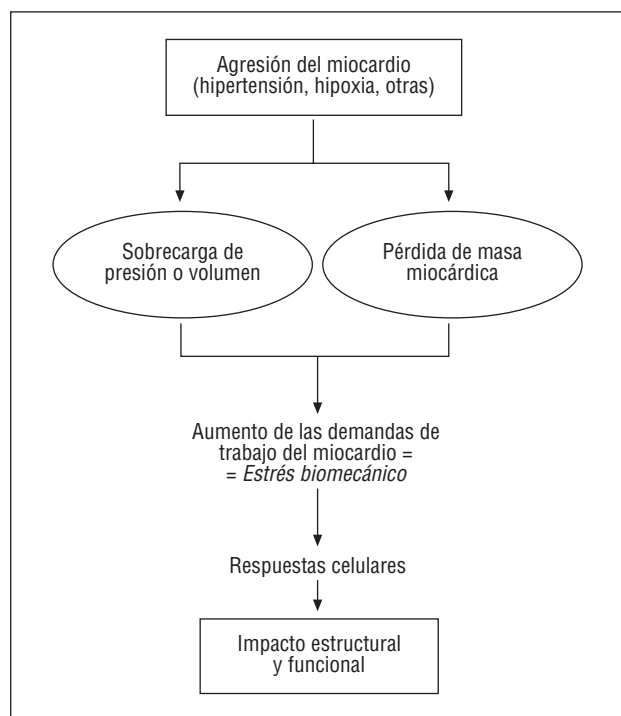 Agresión del miocardio
(hipertensión, hipoxia, otras)
Sobrecarga de
presión o volumen
Pérdida de masa
miocárdica
Aumento de las demandas de
trabajo del miocardio =
= Estrés biomecánico
Respuestas celulares
Impacto estructural
y funcional